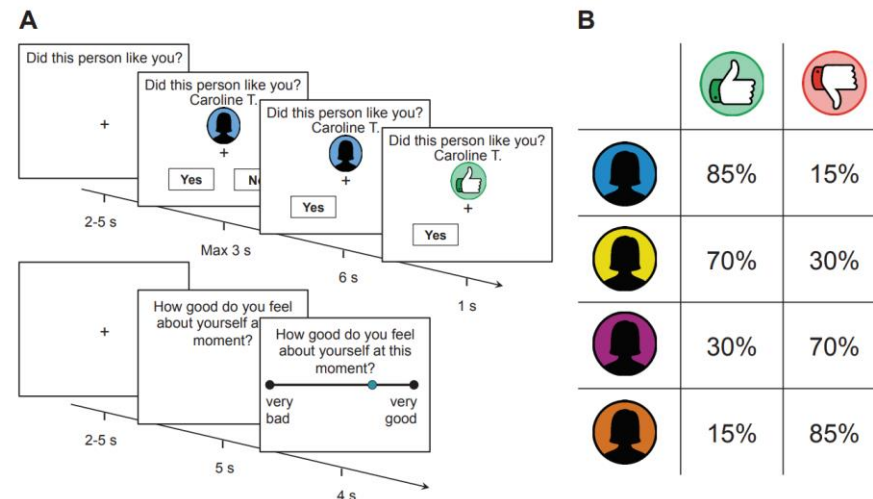 A
Did this person like you?
+
Did this person like you?
Caroline T.
+
Yes
Did this person like you?
Caroline T.
+
Yes
Did this person like you?
Caroline T.
+
Yes
2-5 s
Max 3 s
6 s
1 s
+
How good do you feel
about yourself at
moment?
How good do you feel
about yourself at this
moment?
very
bad
very
good
2-5 s
5 s
4 s
B
85% 15%
70% 30%
30% 70%
15% 85%